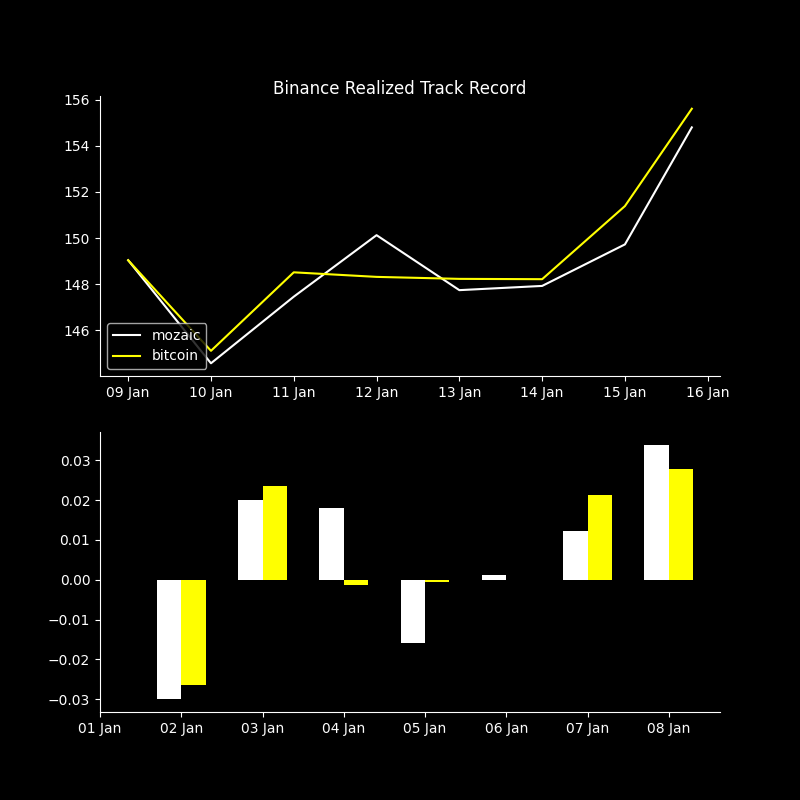 Binance Realized Track Record
156
154
152
150
148
146
mozaic
bitcoin
09 Jan 10 Jan 11 Jan 12 Jan 13 Jan 14 Jan 15 Jan 16 Jan
0.03
0.02
0.01
0.00
−0.01
−0.02
−0.03
01 Jan 02 Jan 03 Jan 04 Jan 05 Jan 06 Jan 07 Jan 08 Jan